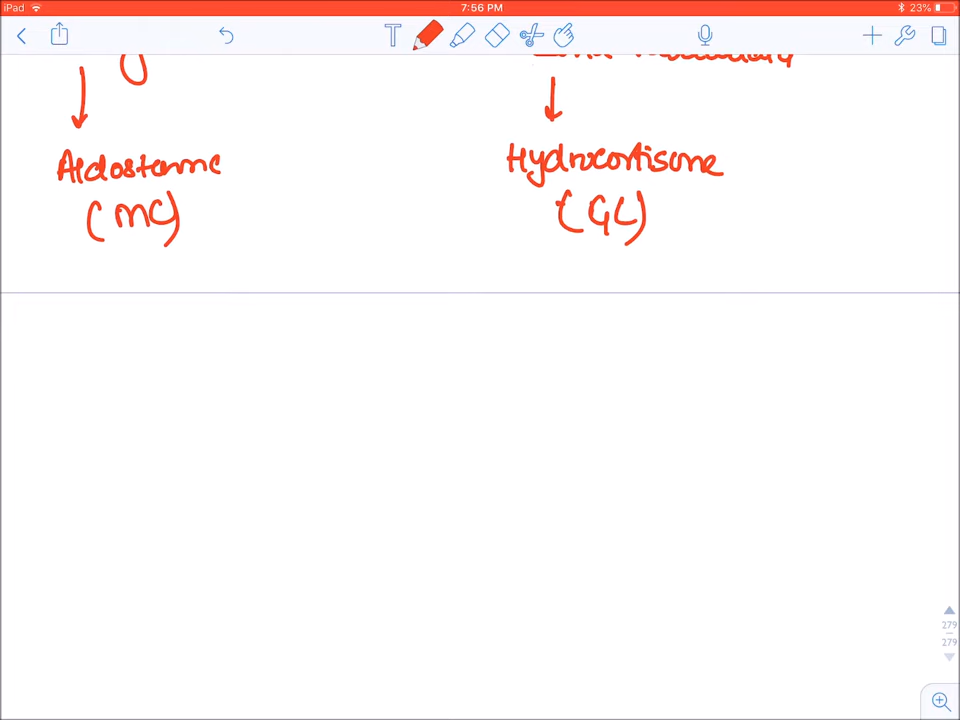 iPad 7:56 PM 23%
T
Aldosterone Hydrocortisone
(MC) (GC)
279
279